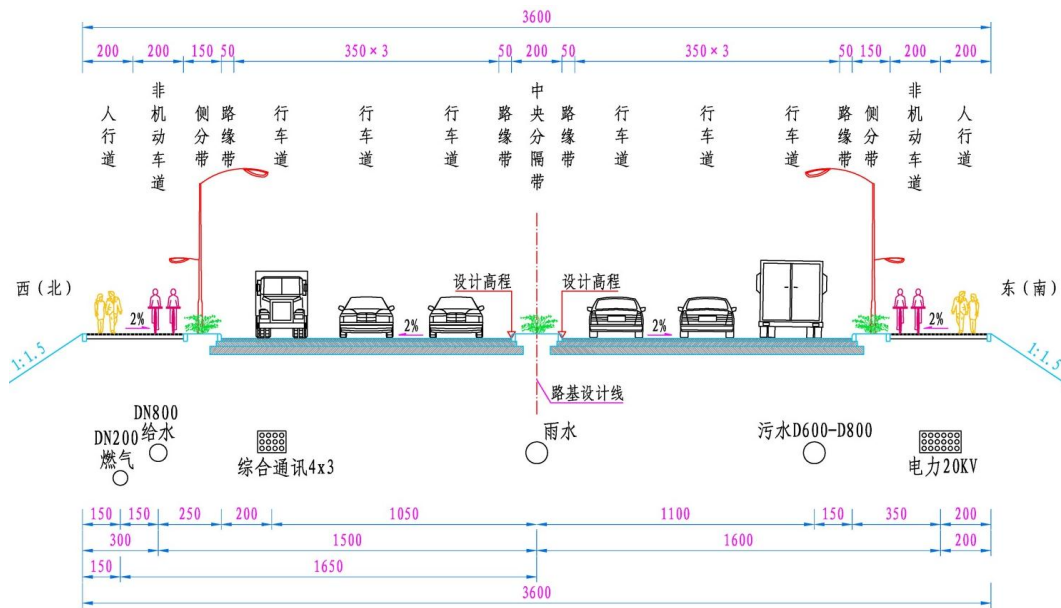 3600
200 200 150 50 350×3 50 200 50 350×3 50 150 200 200
人行道 非机动车道 侧分带 路缘带 行车道 行车道 行车道 路缘带 中央分隔带 路缘带 行车道 行车道 行车道 路缘带 侧分带 非机动车道 人行道
西（北） 设计高程 设计高程 东（南）
2% 2% 2% 2%
1:1.5 1:1.5
路基设计线
DN800
给水
DN200
燃气
综合通讯4x3
雨水
污水D600-D800
电力20KV
150 150 250 200 1050 1100 150 350 200
300 1500 1600 200
150 1650
3600